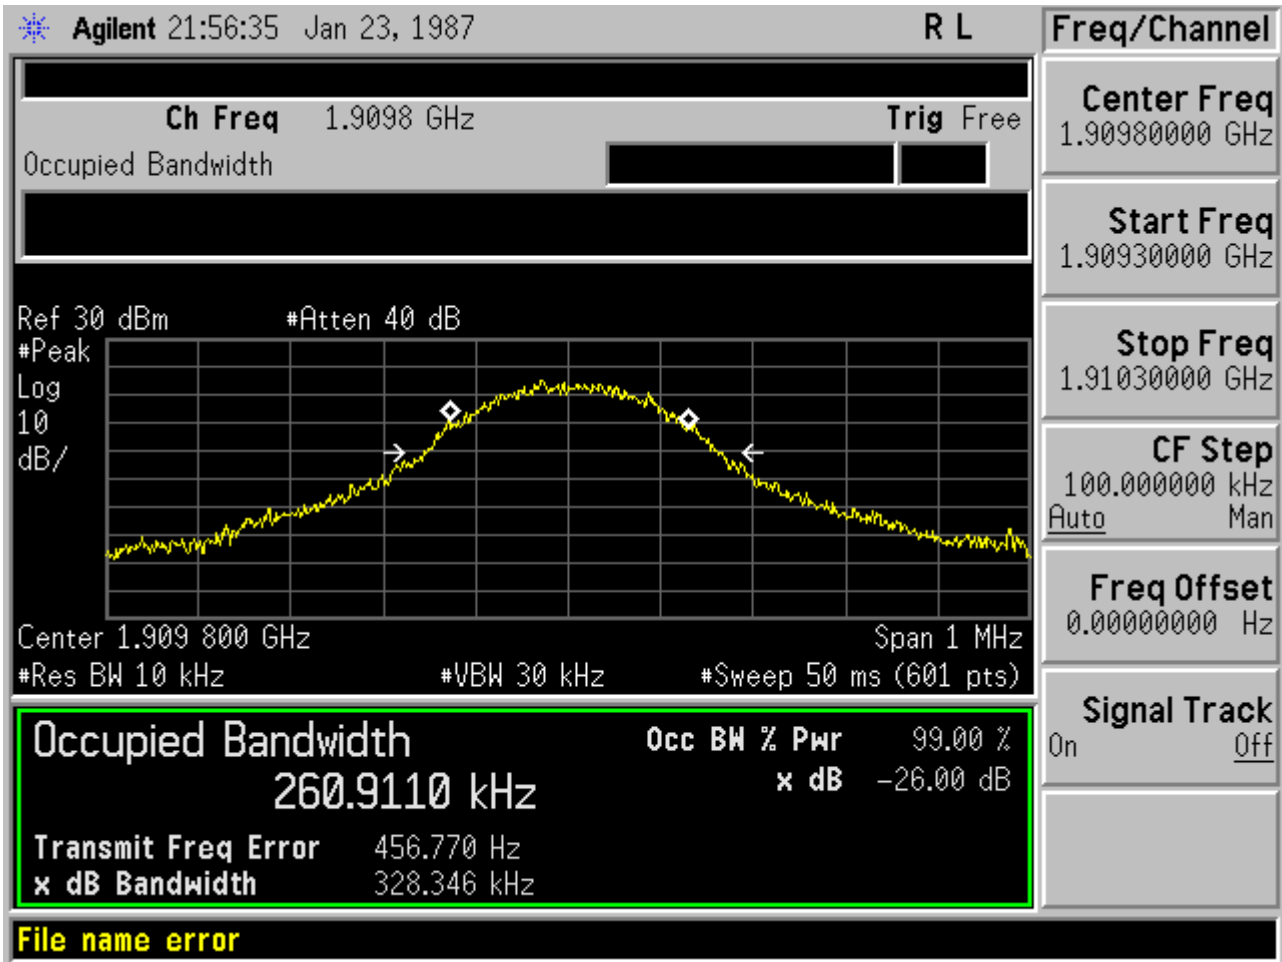 Agilent 21:56:35 Jan 23, 1987 R L
Freq/Channel
Ch Freq 1.9098 GHz Trig Free
Occupied Bandwidth
Center Freq
1.90980000 GHz
Start Freq
1.90930000 GHz
Stop Freq
1.91030000 GHz
CF Step
100.000000 kHz
Auto Man
Freq Offset
0.00000000 Hz
Signal Track
On Off
Ref 30 dBm #Atten 40 dB
#Peak
Log
10
dB/
Center 1.909 800 GHz Span 1 MHz
#Res BW 10 kHz #VBW 30 kHz #Sweep 50 ms (601 pts)
Occupied Bandwidth
260.9110 kHz
Occ BW % Pwr 99.00 %
x dB -26.00 dB
Transmit Freq Error 456.770 Hz
x dB Bandwidth 328.346 kHz
File name error